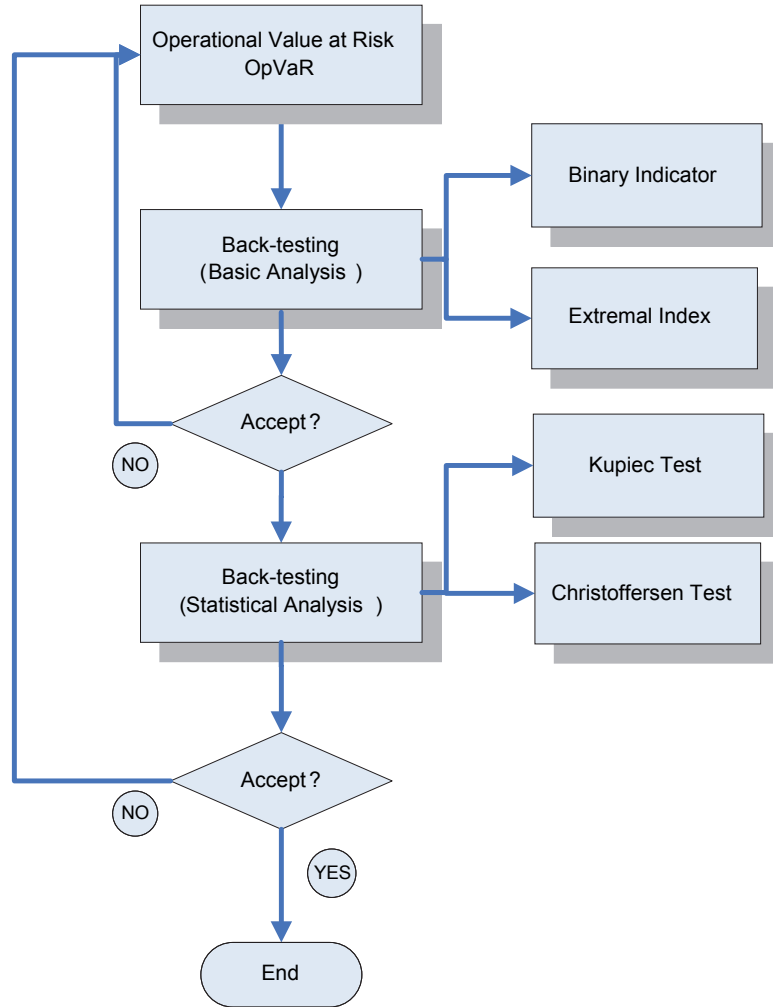 Operational Value at Risk
OpVaR
Binary Indicator
Back-testing
(Basic Analysis )
Extremal Index
Accept?
NO
Kupiec Test
Back-testing
(Statistical Analysis )
Christoffersen Test
Accept?
NO
YES
End